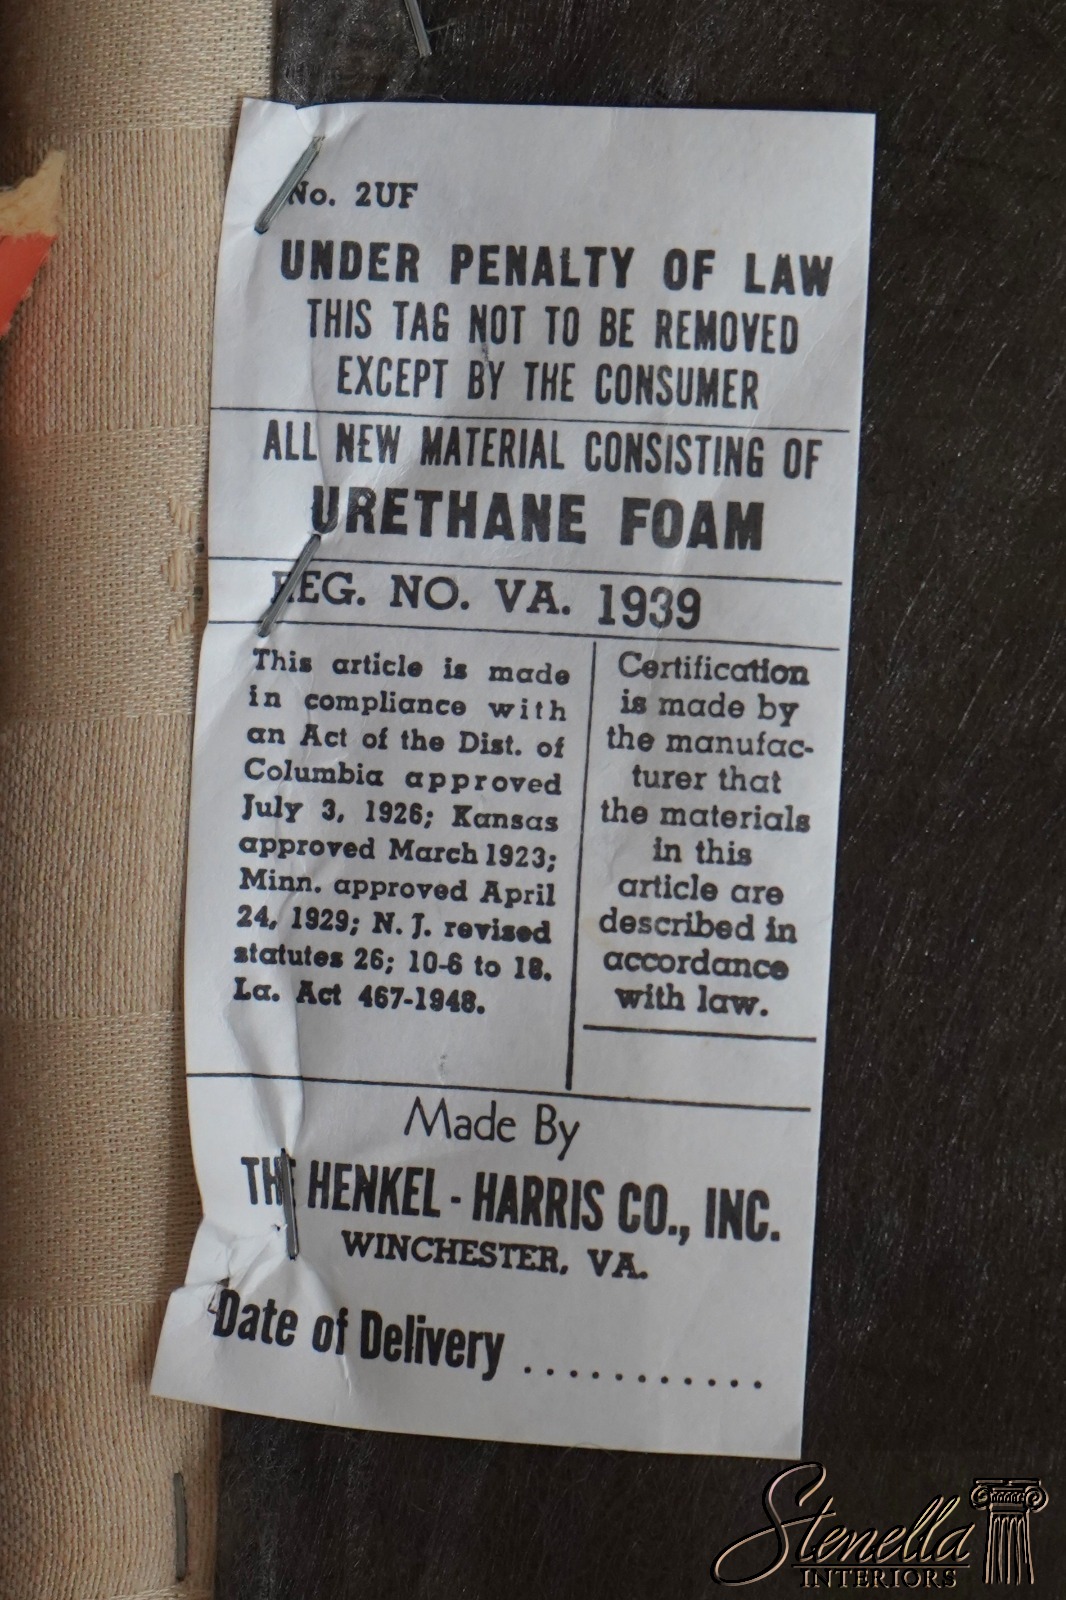 No. 2UF
UNDER PENALTY OF LAW
THIS TAG NOT TO BE REMOVED
EXCEPT BY THE CONSUMER
ALL NEW MATERIAL CONSISTING OF
URETHANE FOAM
REG. NO. VA. 1939
This article is made
in compliance with
an Act of the Dist. of
Columbia approved
July 3, 1926; Kansas
approved March 1923;
Minn. approved April
24, 1929; N. J. revised
statutes 26; 10-6 to 18.
La. Act 467-1948.
Certification
is made by
the manufac-
turer that
the materials
in this
article are
described in
accordance
with law.
Made By
THE HENKEL - HARRIS CO., INC.
WINCHESTER, VA.
Date of Delivery ...........
Stenella
INTERIORS